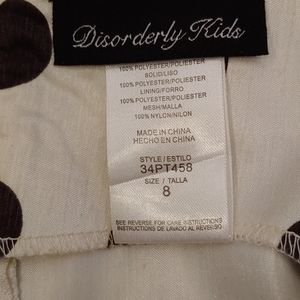 Disorderly Kids
100% POLYESTER/POLIESTER
SOLID/LISO
100% POLYESTER/POLIESTER
LINING/FORRO
100% POLYESTER/POLIESTER
MESH/MALLA
100% NYLON/NILON
MADE IN CHINA
HECHO EN CHINA
STYLE / ESTILO
34PT458
SIZE / TALLA
8
SEE REVERSE FOR CARE INSTRUCTIONS
INSTRUCTIONS DE LAVADO AL REVERSO